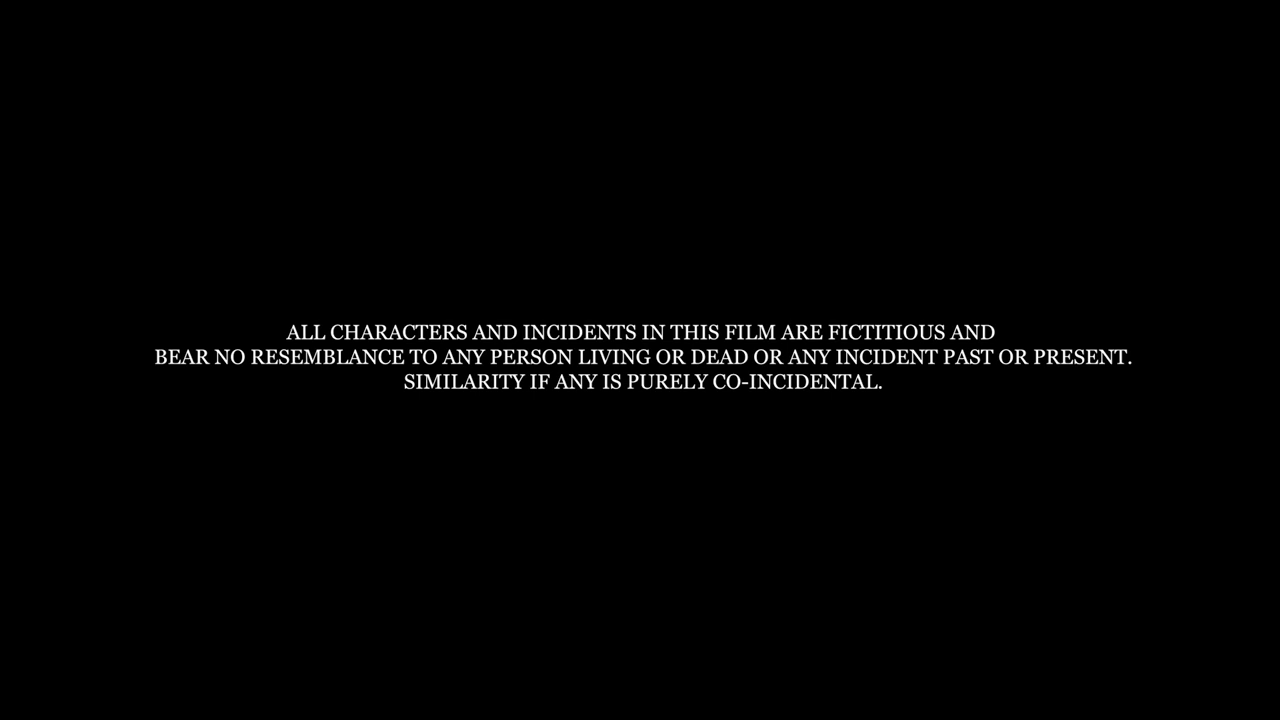 ALL CHARACTERS AND INCIDENTS IN THIS FILM ARE FICTITIOUS AND
BEAR NO RESEMBLANCE TO ANY PERSON LIVING OR DEAD OR ANY INCIDENT PAST OR PRESENT.
SIMILARITY IF ANY IS PURELY CO-INCIDENTAL.